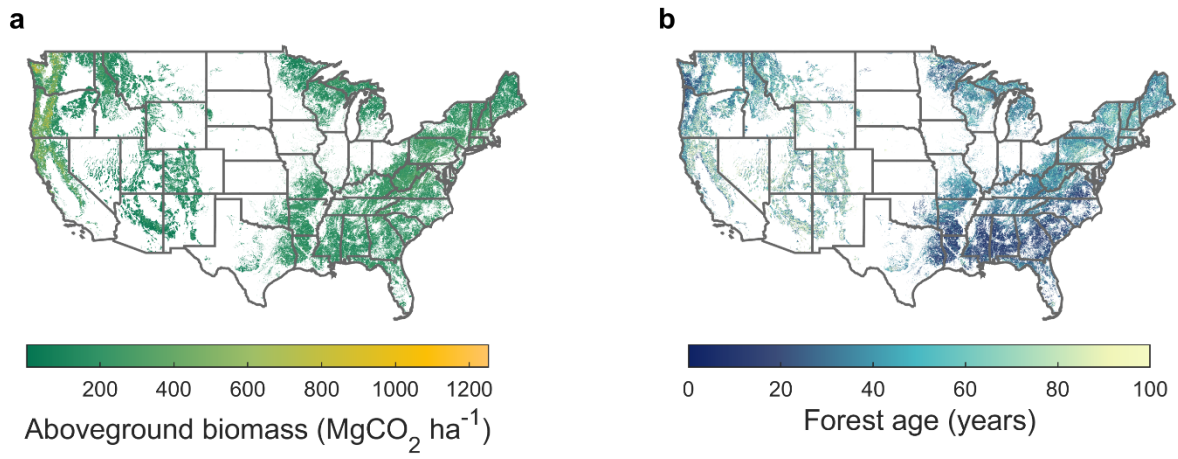 a
b
200 400 600 800 1000 1200
Aboveground biomass (MgCO₂ ha⁻¹)
0 20 40 60 80 100
Forest age (years)